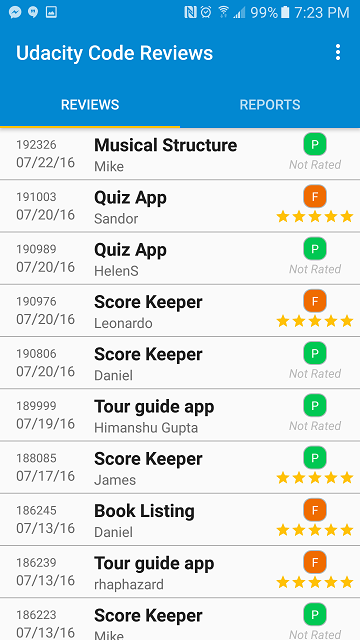 99% 7:23 PM
Udacity Code Reviews
REVIEWS REPORTS
192326 Musical Structure P
07/22/16 Mike Not Rated
191003 Quiz App F
07/20/16 Sandor
190989 Quiz App P
07/20/16 HelenS Not Rated
190976 Score Keeper F
07/20/16 Leonardo
190806 Score Keeper P
07/20/16 Daniel Not Rated
189999 Tour guide app P
07/19/16 Himanshu Gupta Not Rated
188085 Score Keeper P
07/17/16 James
186245 Book Listing F
07/13/16 Daniel
186239 Tour guide app F
07/13/16 rhaphazard
186223 Score Keeper P
07/13/16 Mike Not Rated